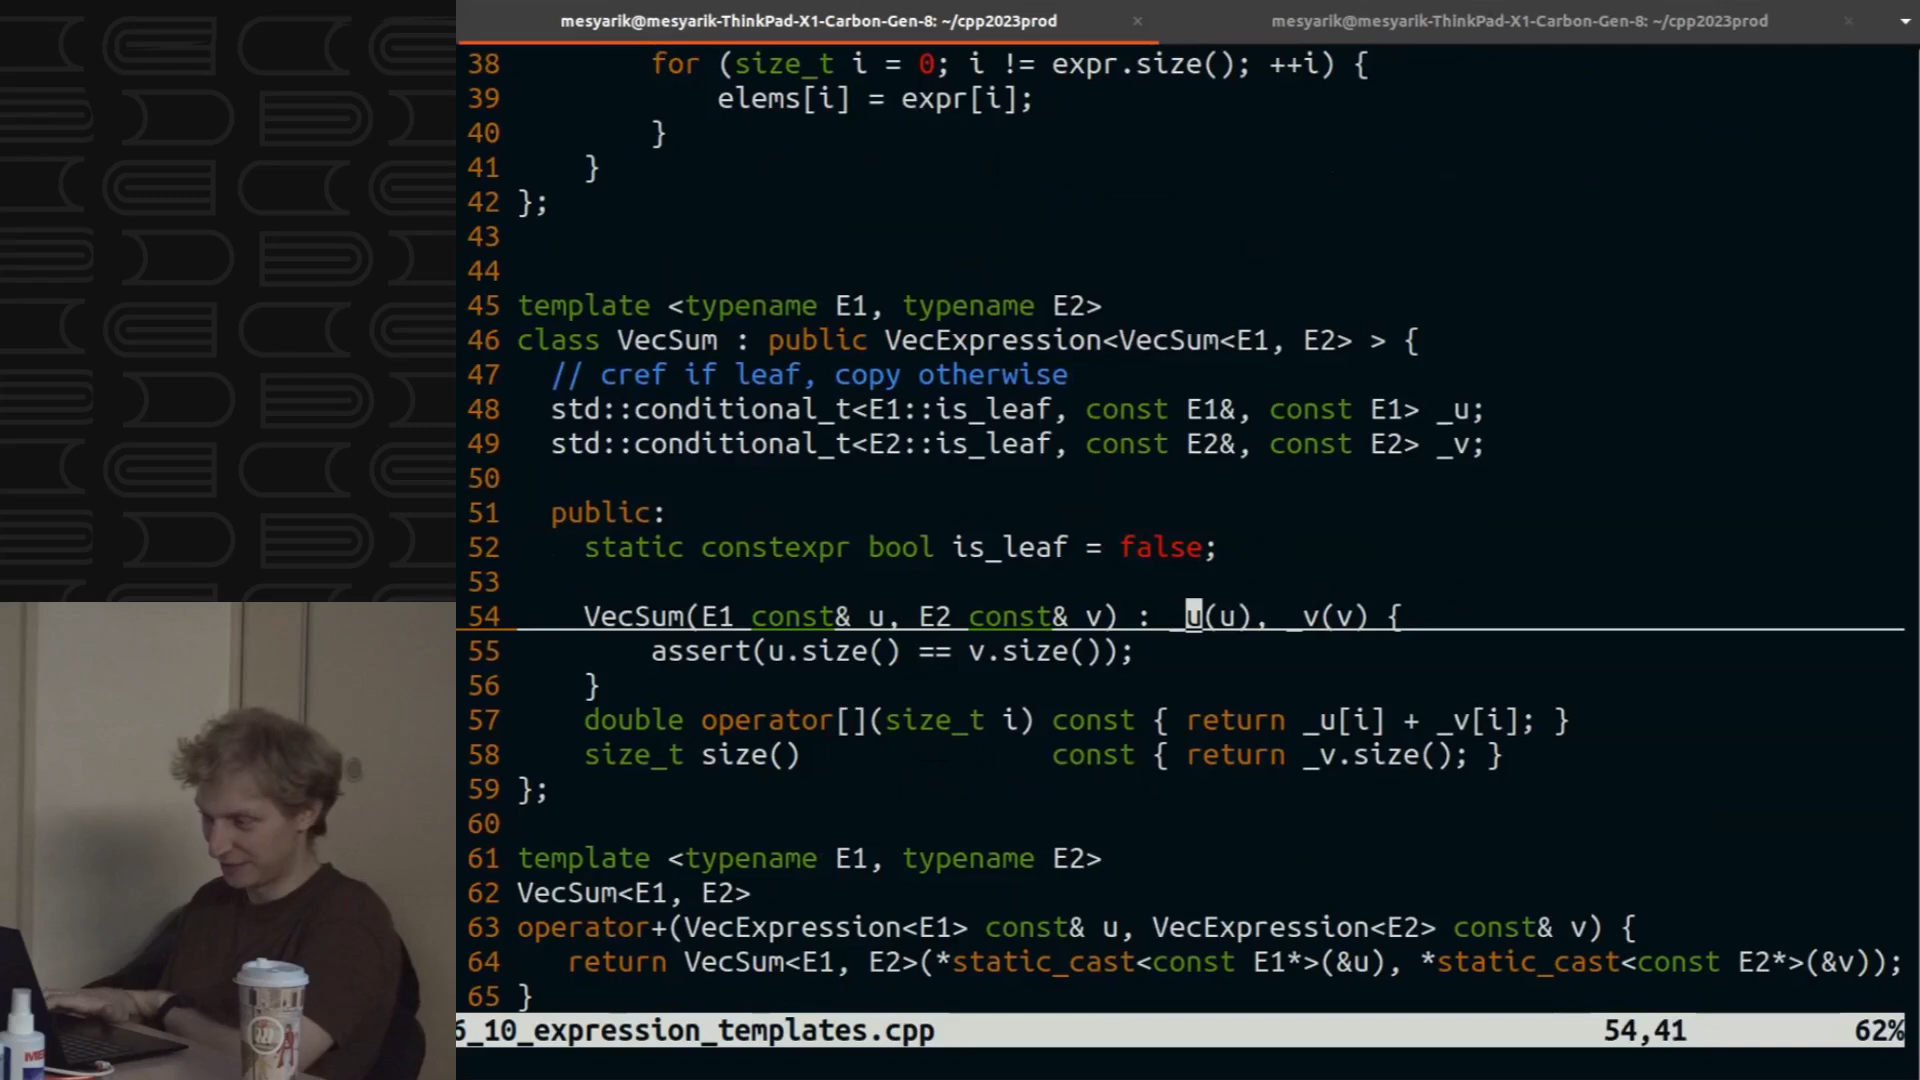 mesyarik@mesyarik-ThinkPad-X1-Carbon-Gen-8: ~/cpp2023prod × mesyarik@mesyarik-ThinkPad-X1-Carbon-Gen-8: ~/cpp2023prod ×
38 for (size_t i = 0; i != expr.size(); ++i) {
39 elems[i] = expr[i];
40 }
41 }
42 };
43
44
45 template <typename E1, typename E2>
46 class VecSum : public VecExpression<VecSum<E1, E2> > {
47 // cref if leaf, copy otherwise
48 std::conditional_t<E1::is_leaf, const E1&, const E1> _u;
49 std::conditional_t<E2::is_leaf, const E2&, const E2> _v;
50
51 public:
52 static constexpr bool is_leaf = false;
53
54 VecSum(E1 const& u, E2 const& v) : _u(u), _v(v) {
55 assert(u.size() == v.size());
56 }
57 double operator[](size_t i) const { return _u[i] + _v[i]; }
58 size_t size() const { return _v.size(); }
59 };
60
61 template <typename E1, typename E2>
62 VecSum<E1, E2>
63 operator+(VecExpression<E1> const& u, VecExpression<E2> const& v) {
64 return VecSum<E1, E2>(*static_cast<const E1*>(&u), *static_cast<const E2*>(&v));
65 }
6_10_expression_templates.cpp 54,41 62%